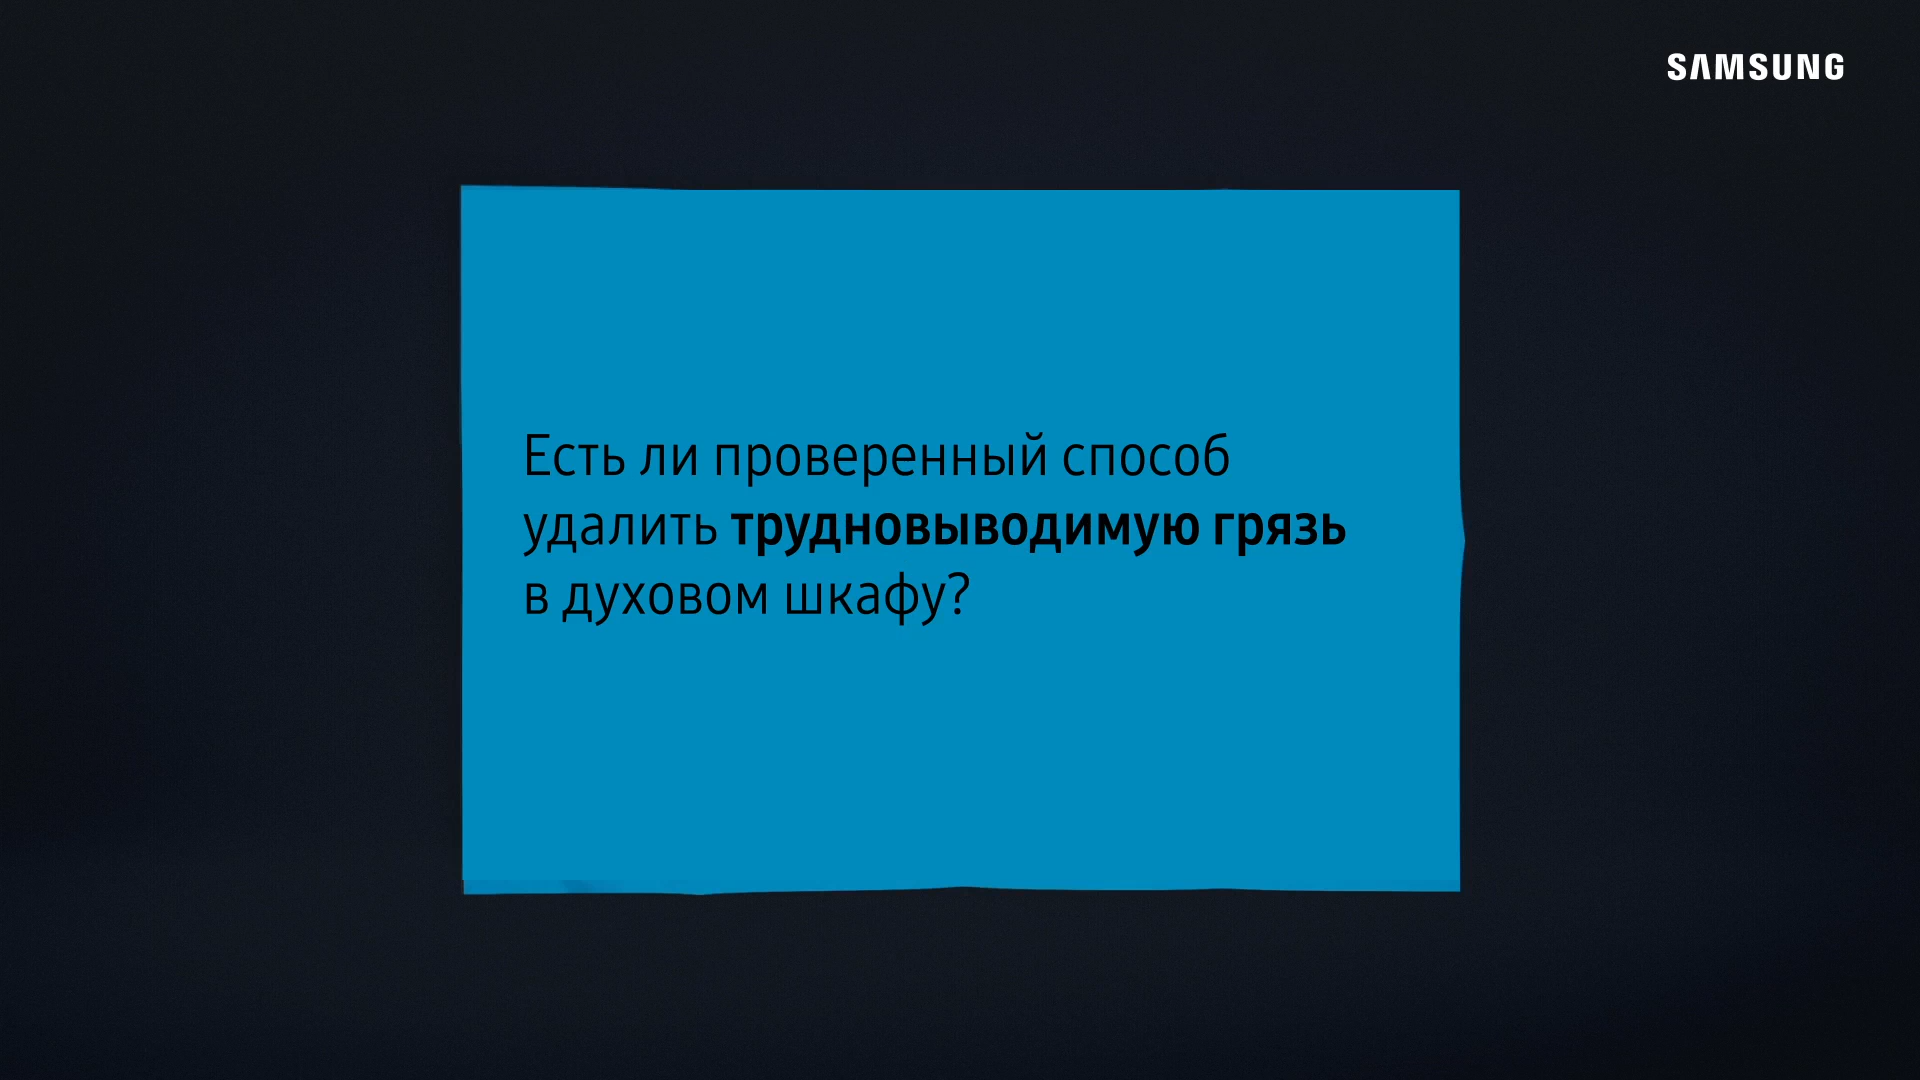 SAMSUNG
Есть ли проверенный способ
удалить трудновыводимую грязь
в духовом шкафу?